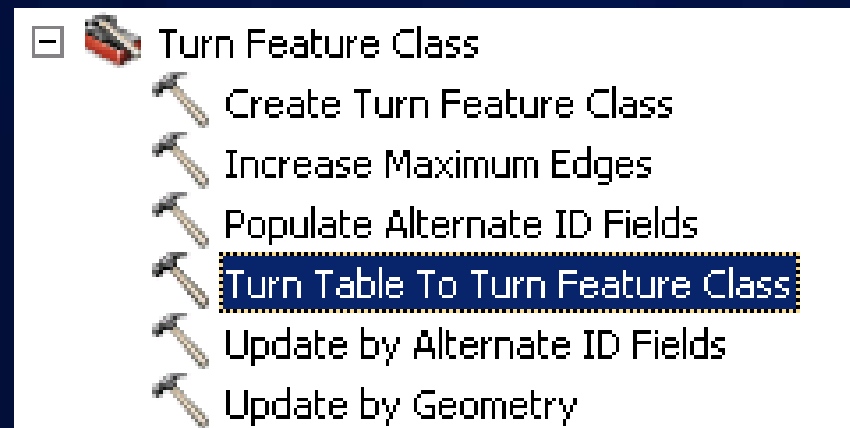 Turn Feature Class
Create Turn Feature Class
Increase Maximum Edges
Populate Alternate ID Fields
Turn Table To Turn Feature Class
Update by Alternate ID Fields
Update by Geometry